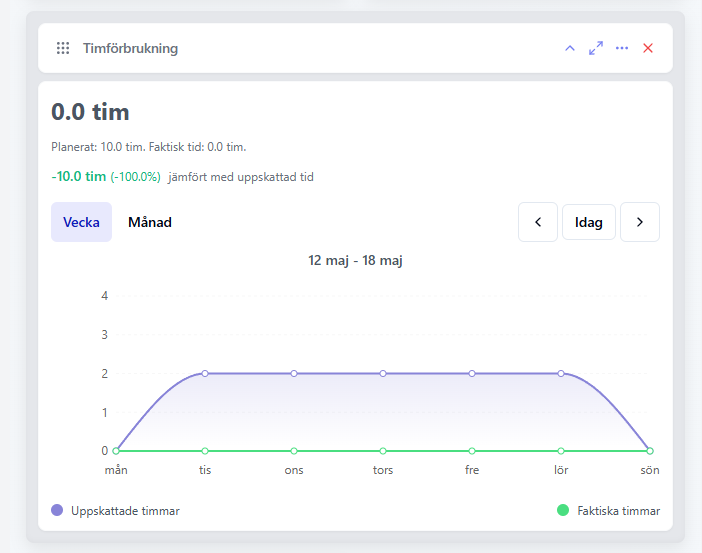 Timförbrukning
0.0 tim
Planerat: 10.0 tim. Faktisk tid: 0.0 tim.
-10.0 tim (-100.0%) jämfört med uppskattad tid
Vecka Månad Idag
12 maj - 18 maj
4
3
2
1
0
mån tis ons tors fre lör sön
Uppskattade timmar Faktiska timmar